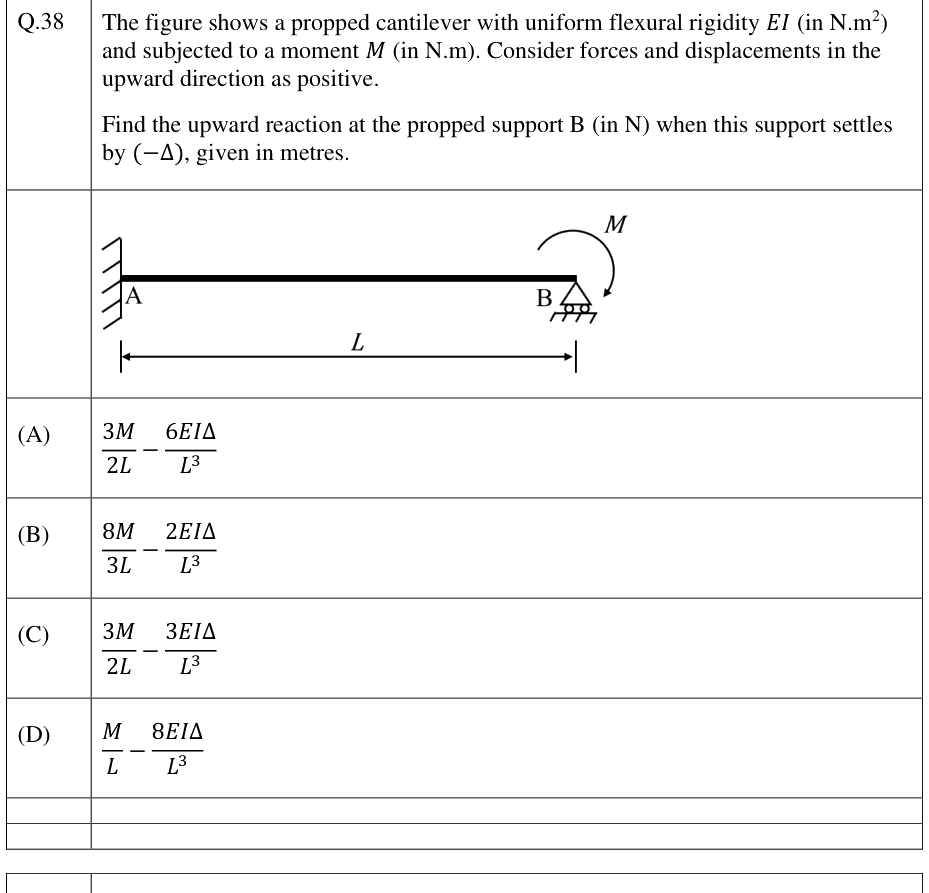 Q.38 The figure shows a propped cantilever with uniform flexural rigidity EI (in N.m²)
and subjected to a moment M (in N.m). Consider forces and displacements in the
upward direction as positive.
Find the upward reaction at the propped support B (in N) when this support settles
by (−Δ), given in metres.
M
A
B
L
(A) 3M/2L − 6EIΔ/L³
(B) 8M/3L − 2EIΔ/L³
(C) 3M/2L − 3EIΔ/L³
(D) M/L − 8EIΔ/L³